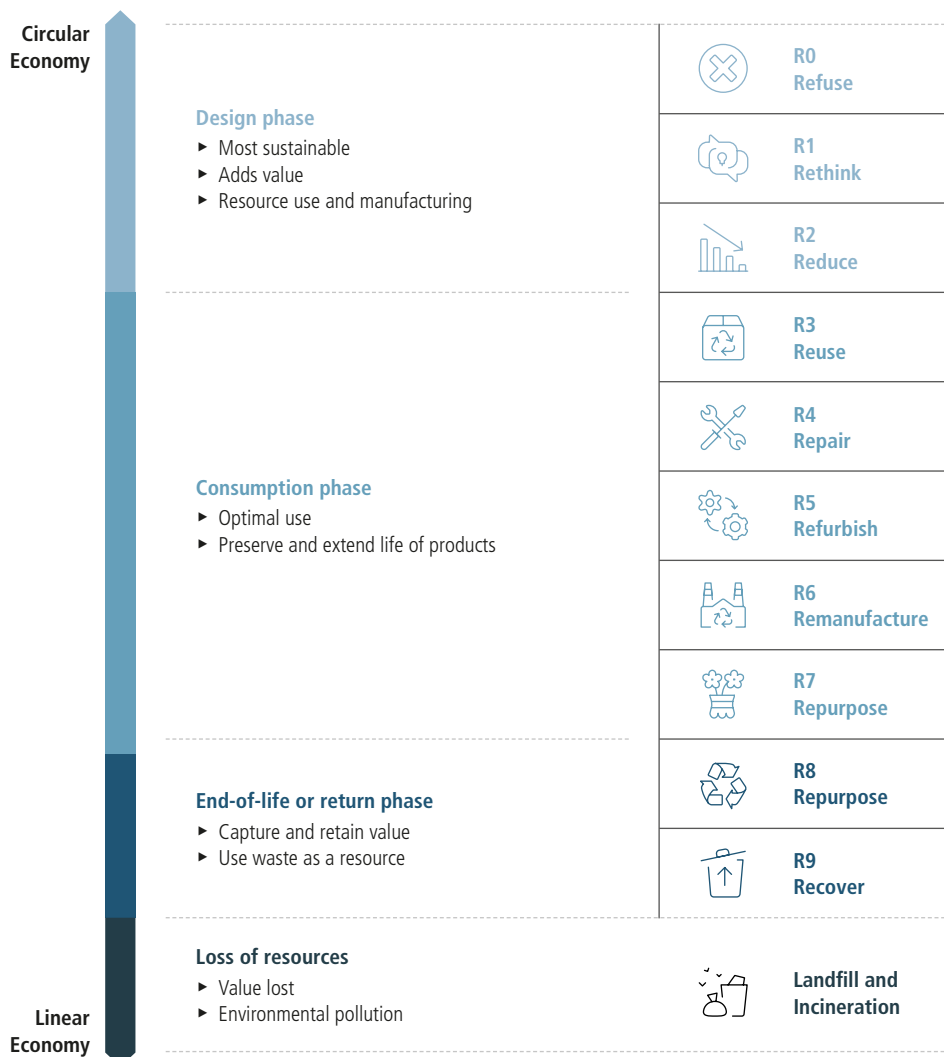 Circular
Economy
Design phase
▸ Most sustainable
▸ Adds value
▸ Resource use and manufacturing
R0
Refuse
R1
Rethink
R2
Reduce
Consumption phase
▸ Optimal use
▸ Preserve and extend life of products
R3
Reuse
R4
Repair
R5
Refurbish
R6
Remanufacture
R7
Repurpose
End-of-life or return phase
▸ Capture and retain value
▸ Use waste as a resource
R8
Repurpose
R9
Recover
Loss of resources
▸ Value lost
▸ Environmental pollution
Landfill and
Incineration
Linear
Economy